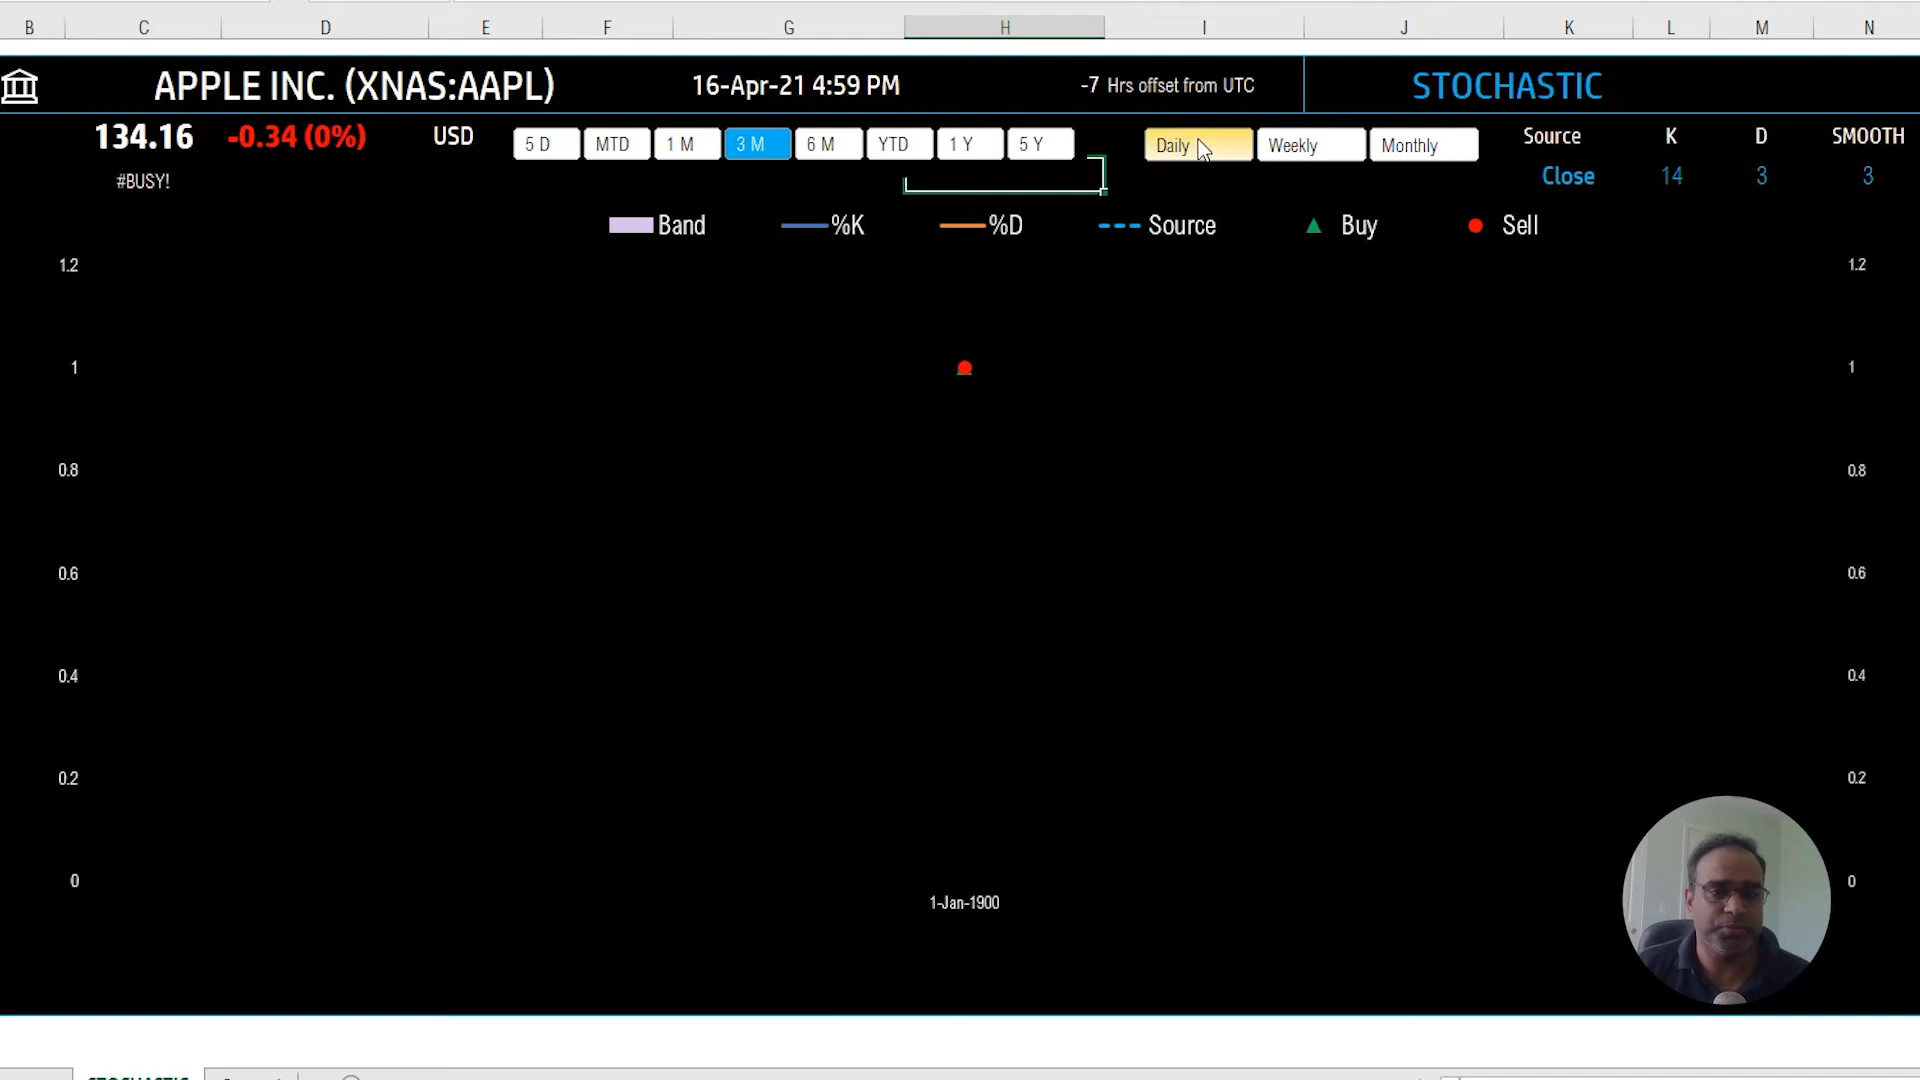 B C D E F G H I J K L M N
APPLE INC. (XNAS:AAPL) 16-Apr-21 4:59 PM -7 Hrs offset from UTC STOCHASTIC
134.16 -0.34 (0%) USD 5 D MTD 1 M 3 M 6 M YTD 1 Y 5 Y Daily Weekly Monthly Source K D SMOOTH
#BUSY! Close 14 3 3
Band %K %D Source Buy Sell
1.2 1.2
1 1
0.8 0.8
0.6 0.6
0.4 0.4
0.2 0.2
0 0
1-Jan-1900
STOCHASTIC